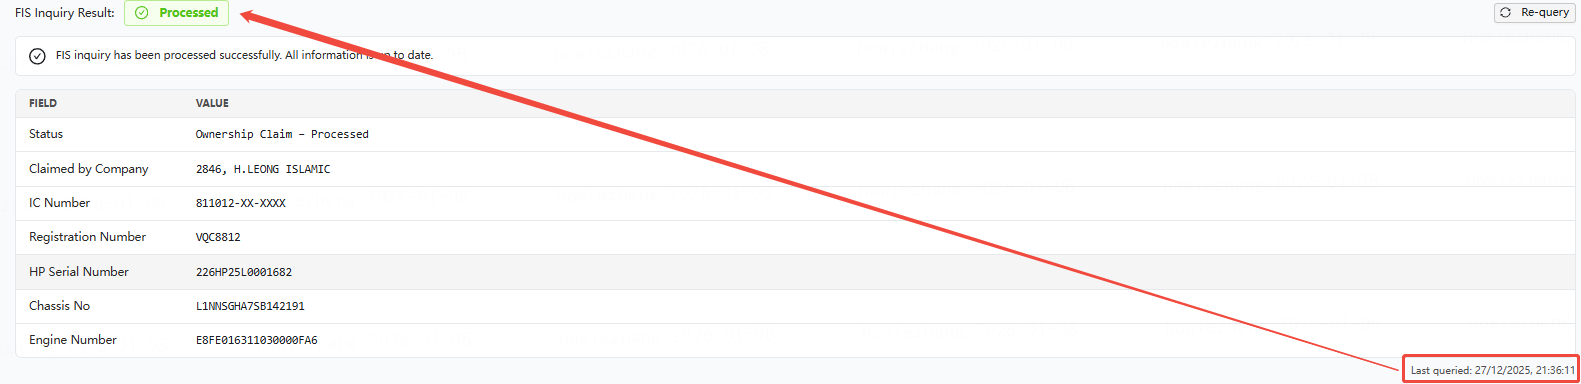 FIS Inquiry Result: Processed Re-query
FIS inquiry has been processed successfully. All information is up to date.
FIELD VALUE
Status Ownership Claim – Processed
Claimed by Company 2846, H.LEONG ISLAMIC
IC Number 811012-XX-XXXX
Registration Number VQC8812
HP Serial Number 226HP25L0001682
Chassis No L1NNSGHA7SB142191
Engine Number E8FE016311030000FA6
Last queried: 27/12/2025, 21:36:11